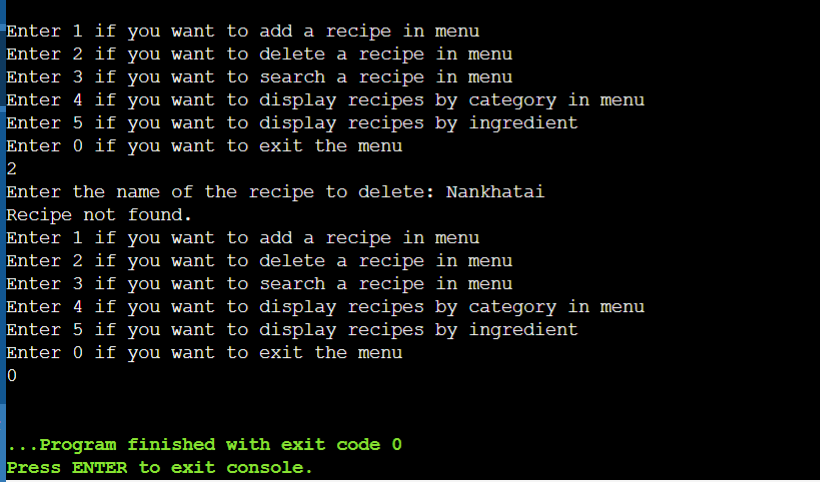 Enter 1 if you want to add a recipe in menu
Enter 2 if you want to delete a recipe in menu
Enter 3 if you want to search a recipe in menu
Enter 4 if you want to display recipes by category in menu
Enter 5 if you want to display recipes by ingredient
Enter 0 if you want to exit the menu
2
Enter the name of the recipe to delete: Nankhatai
Recipe not found.
Enter 1 if you want to add a recipe in menu
Enter 2 if you want to delete a recipe in menu
Enter 3 if you want to search a recipe in menu
Enter 4 if you want to display recipes by category in menu
Enter 5 if you want to display recipes by ingredient
Enter 0 if you want to exit the menu
0
...Program finished with exit code 0
Press ENTER to exit console.